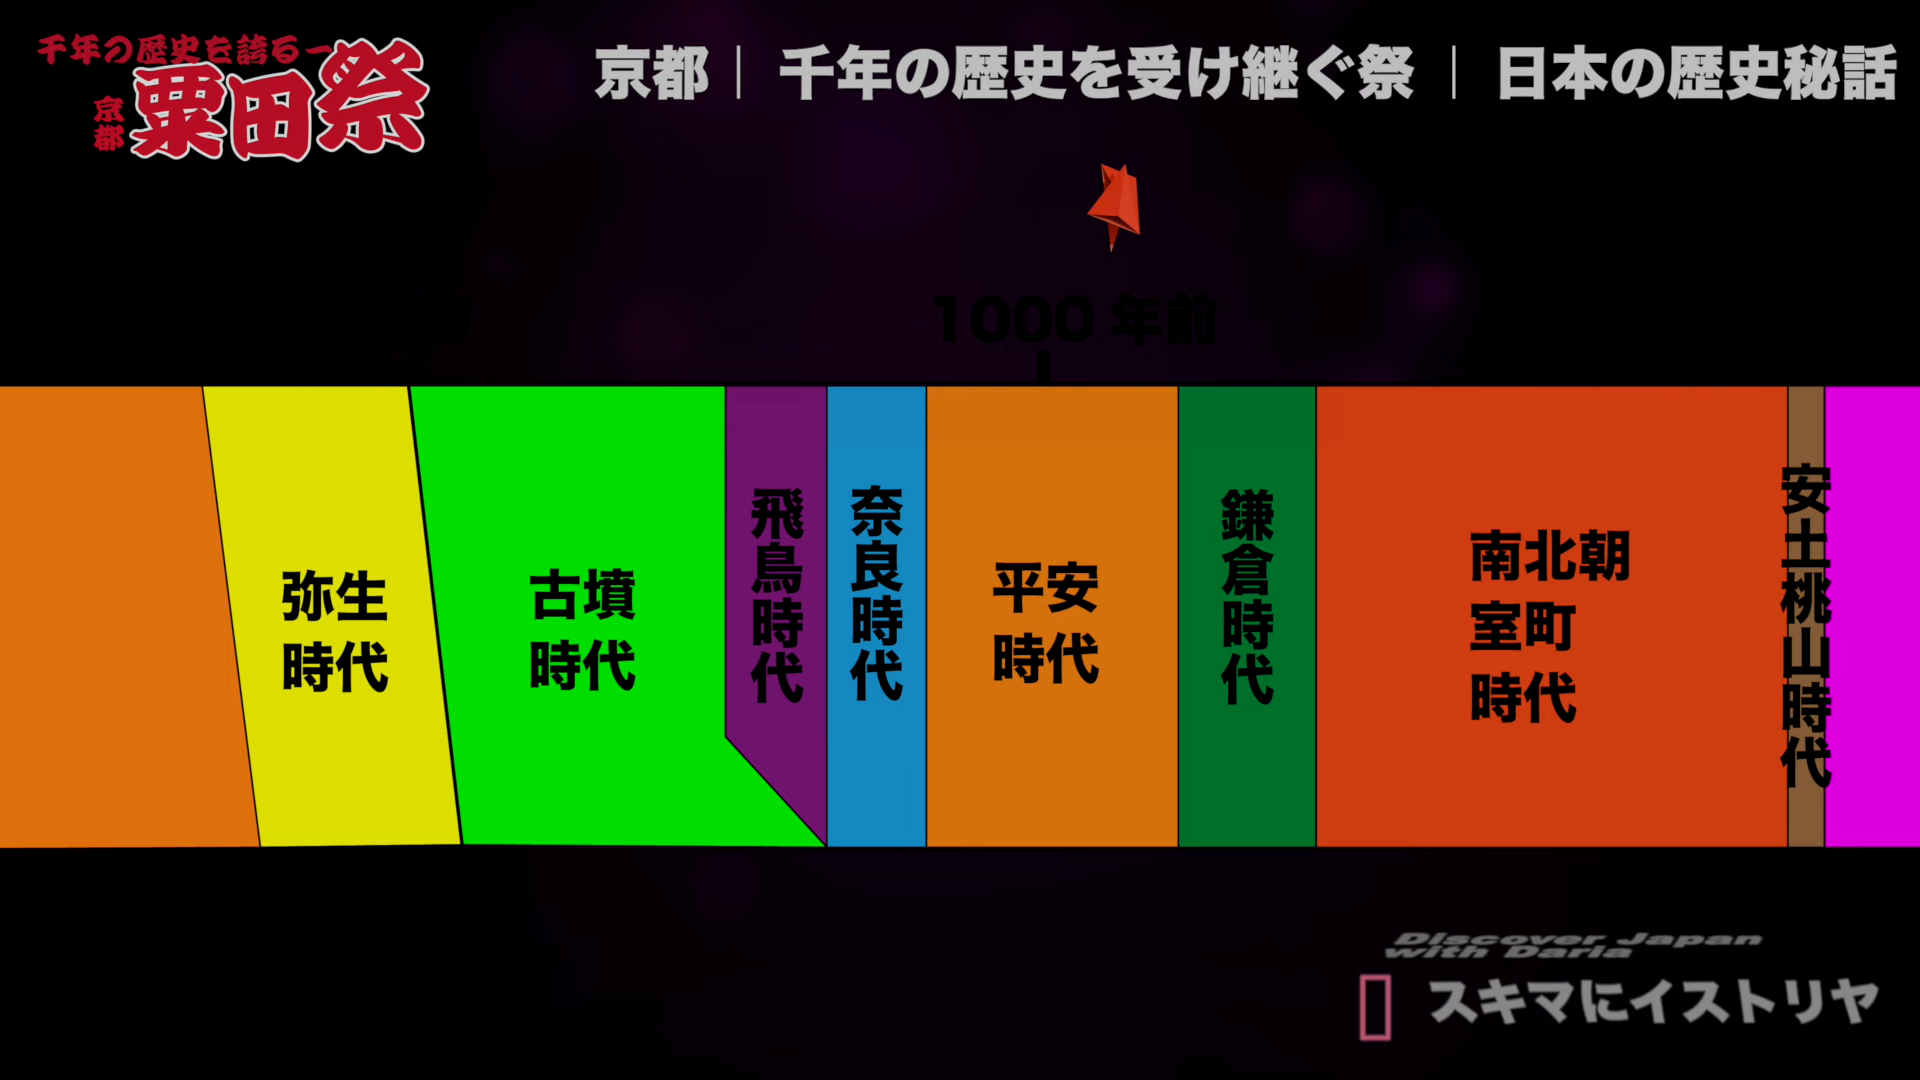 千年の歴史を誇る一
京都
粟田祭
京都｜ 千年の歴史を受け継ぐ祭 ｜ 日本の歴史秘話
1000 年前
弥生
時代
古墳
時代
飛鳥時代
奈良時代
平安
時代
鎌倉時代
南北朝
室町
時代
安土桃山時代
Discover Japan
with Daria
スキマにイストリヤ